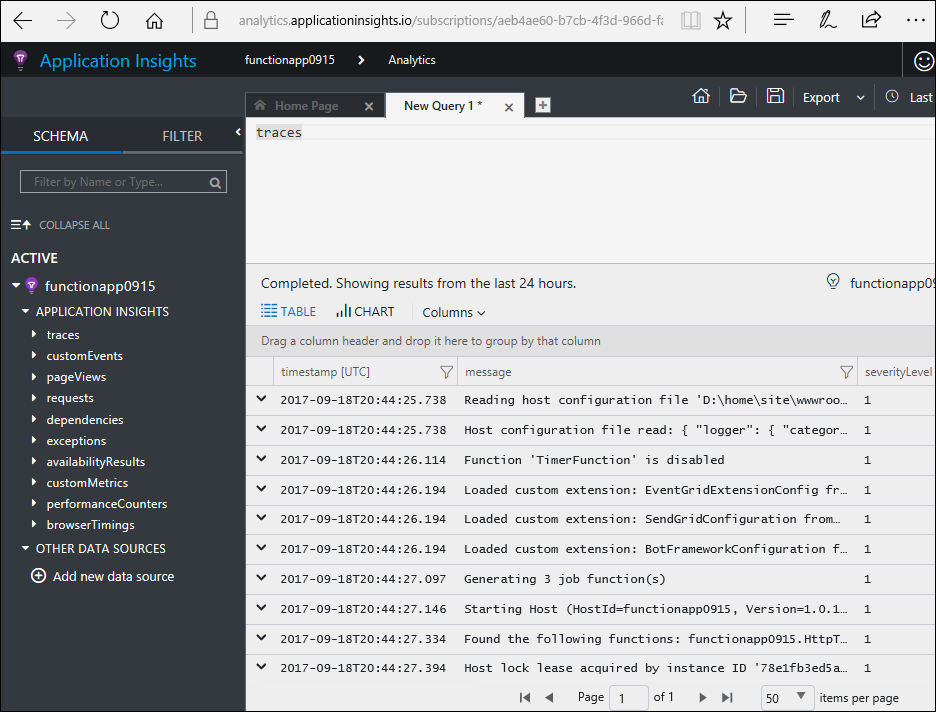 analytics.applicationinsights.io/subscriptions/aeb4ae60-b7cb-4f3d-966d-fa
Application Insights
functionapp0915
Analytics
Home Page
New Query 1 *
Export
Last
SCHEMA
FILTER
traces
Filter by Name or Type...
COLLAPSE ALL
ACTIVE
functionapp0915
APPLICATION INSIGHTS
traces
customEvents
pageViews
requests
dependencies
exceptions
availabilityResults
customMetrics
performanceCounters
browserTimings
OTHER DATA SOURCES
Add new data source
Completed. Showing results from the last 24 hours.
functionapp09
TABLE CHART Columns
Drag a column header and drop it here to group by that column
timestamp [UTC] message severityLevel
2017-09-18T20:44:25.738 Reading host configuration file 'D:\home\site\wwwroo... 1
2017-09-18T20:44:25.738 Host configuration file read: { "logger": { "categor... 1
2017-09-18T20:44:26.114 Function 'TimerFunction' is disabled 1
2017-09-18T20:44:26.194 Loaded custom extension: EventGridExtensionConfig fr... 1
2017-09-18T20:44:26.194 Loaded custom extension: SendGridConfiguration from... 1
2017-09-18T20:44:26.194 Loaded custom extension: BotFrameworkConfiguration f... 1
2017-09-18T20:44:27.097 Generating 3 job function(s) 1
2017-09-18T20:44:27.146 Starting Host (HostId=functionapp0915, Version=1.0.1... 1
2017-09-18T20:44:27.334 Found the following functions: functionapp0915.HttpT... 1
2017-09-18T20:44:27.394 Host lock lease acquired by instance ID '78e1fb3ed5a... 1
Page 1 of 1 50 items per page